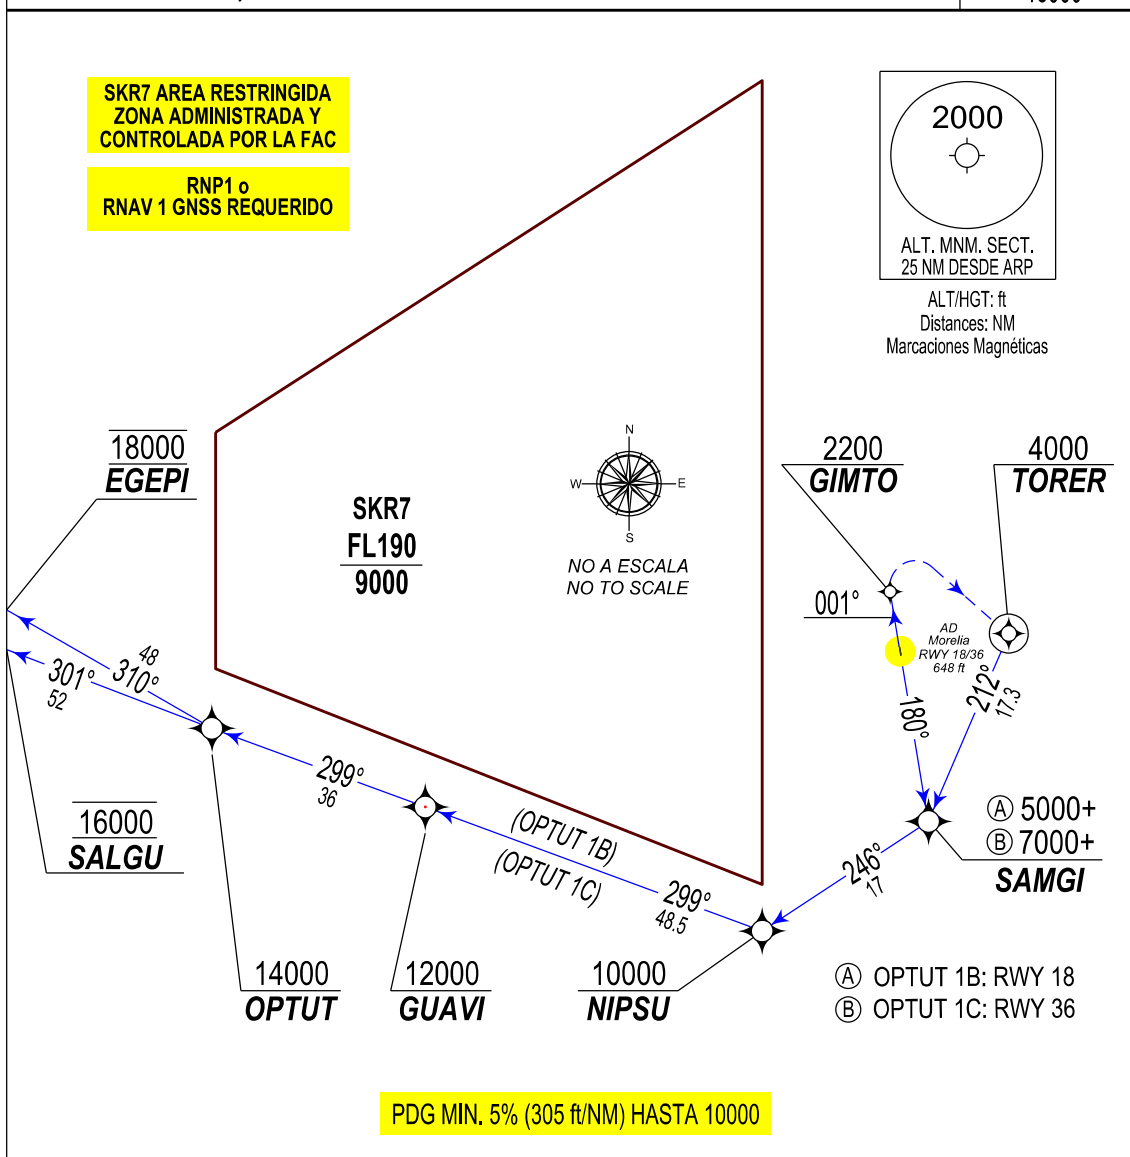 SKR7 AREA RESTRINGIDA
ZONA ADMINISTRADA Y
CONTROLADA POR LA FAC
RNP1 o
RNAV 1 GNSS REQUERIDO
2000
ALT. MNM. SECT.
25 NM DESDE ARP
ALT/HGT: ft
Distances: NM
Marcaciones Magnéticas
18000
EGEPI
SKR7
FL190
9000
N
W
E
S
NO A ESCALA
NO TO SCALE
2200
GIMTO
4000
TORER
001°
AD
Morelia
RWY 18/36
648 ft
180°
212°
17.3
48
310°
301°
52
299°
36
(OPTUT 1B)
(OPTUT 1C)
299°
48.5
246°
17
A 5000+
B 7000+
SAMGI
16000
SALGU
14000
OPTUT
12000
GUAVI
10000
NIPSU
A OPTUT 1B: RWY 18
B OPTUT 1C: RWY 36
PDG MIN. 5% (305 ft/NM) HASTA 10000